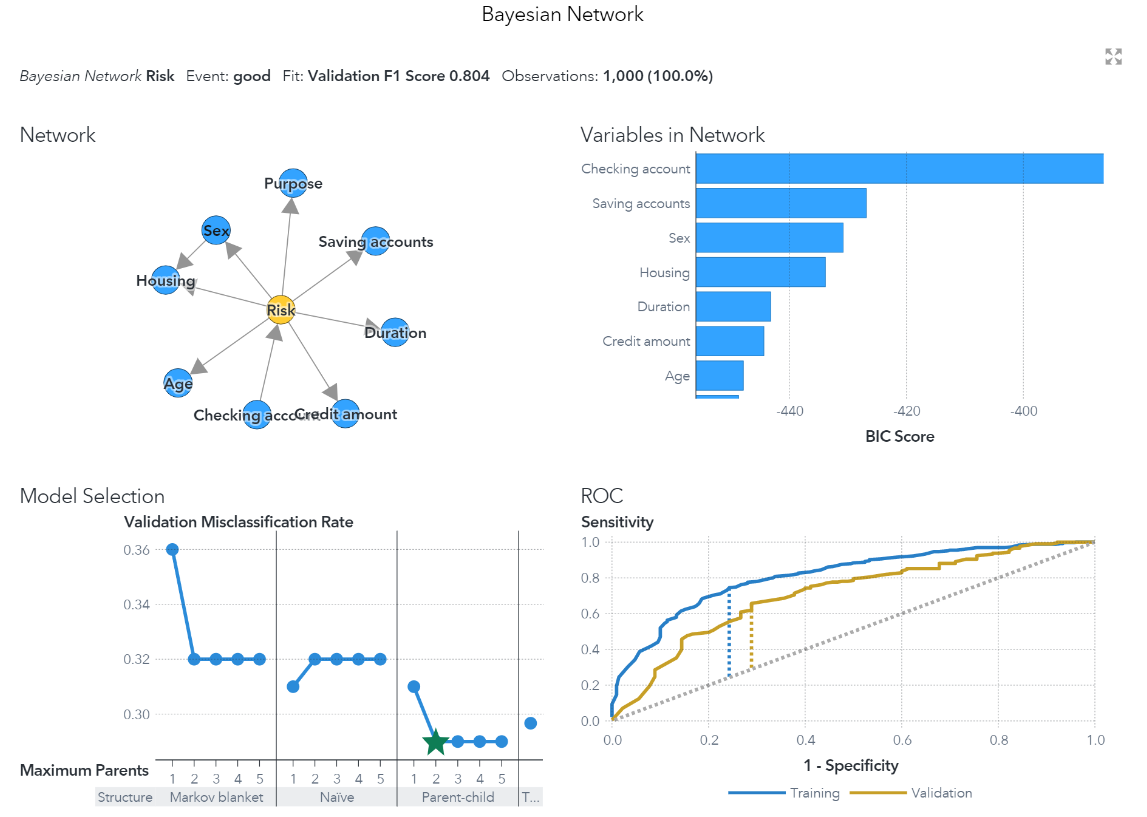 Bayesian Network
Bayesian Network Risk Event: good Fit: Validation F1 Score 0.804 Observations: 1,000 (100.0%)
Network
Purpose
Sex
Saving accounts
Housing
Risk
Duration
Age
Checking account
Credit amount
Variables in Network
Checking account
Saving accounts
Sex
Housing
Duration
Credit amount
Age
-440 -420 -400
BIC Score
Model Selection
Validation Misclassification Rate
0.36
0.34
0.32
0.30
Maximum Parents 1 2 3 4 5 1 2 3 4 5 1 2 3 4 5
Structure Markov blanket Naïve Parent-child T...
ROC
Sensitivity
1.0
0.8
0.6
0.4
0.2
0.0
0.0 0.2 0.4 0.6 0.8 1.0
1 - Specificity
Training Validation